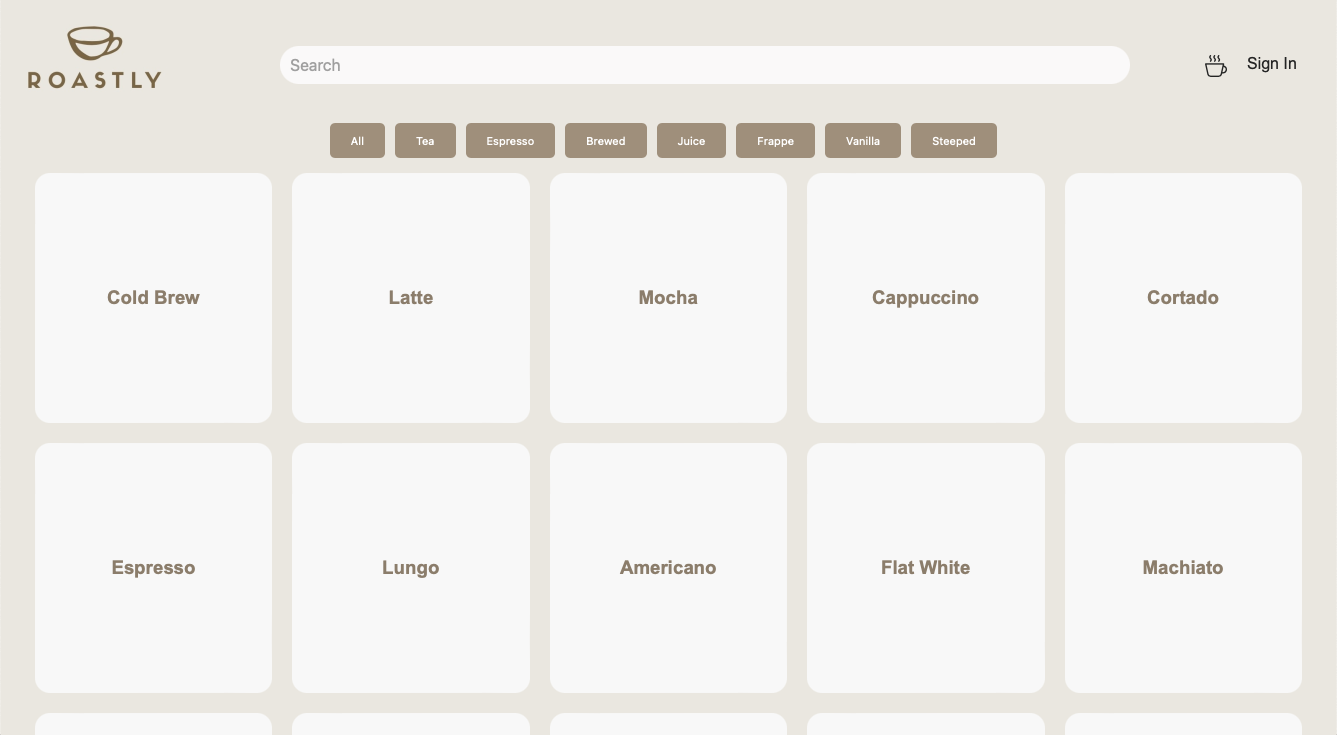 ROASTLY
Search
Sign In
All
Tea
Espresso
Brewed
Juice
Frappe
Vanilla
Steeped
Cold Brew
Latte
Mocha
Cappuccino
Cortado
Espresso
Lungo
Americano
Flat White
Machiato